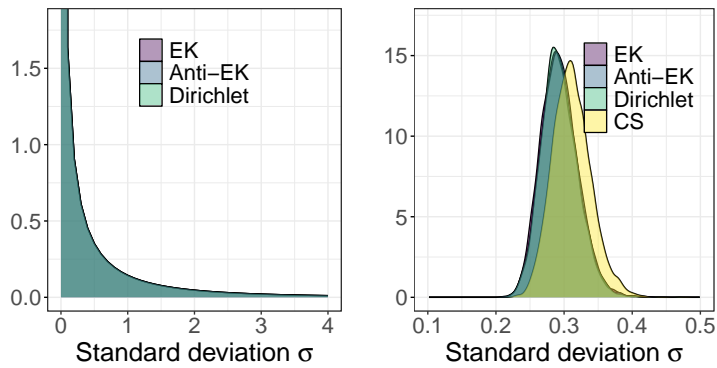 EK
Anti−EK
Dirichlet
1.5
1.0
0.5
0.0
0 1 2 3 4
Standard deviation σ
EK
Anti−EK
Dirichlet
CS
15
10
5
0
0.1 0.2 0.3 0.4 0.5
Standard deviation σ